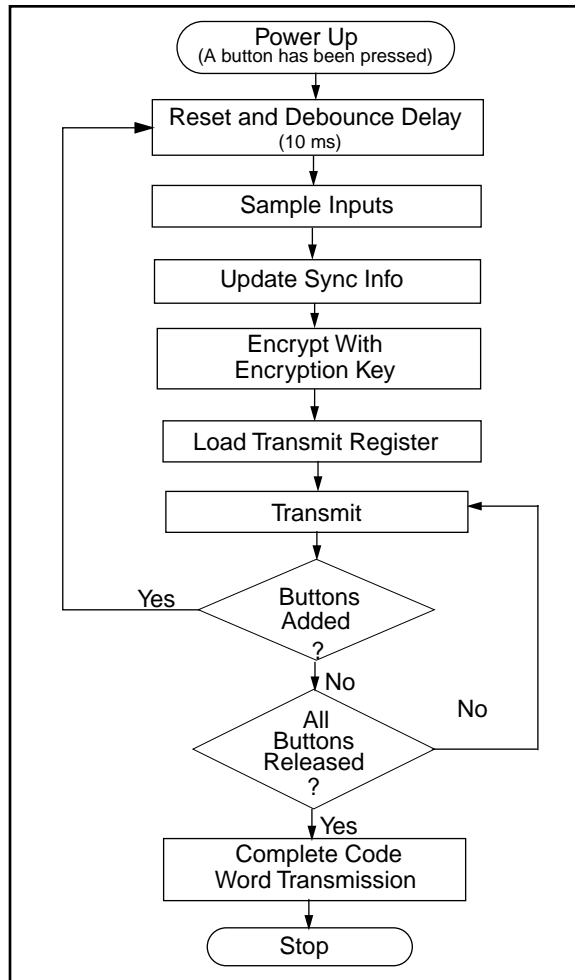 Power Up
(A button has been pressed)
Reset and Debounce Delay
(10 ms)
Sample Inputs
Update Sync Info
Encrypt With
Encryption Key
Load Transmit Register
Transmit
Buttons
Added
?
Yes
No
All
Buttons
Released
?
No
Yes
Complete Code
Word Transmission
Stop